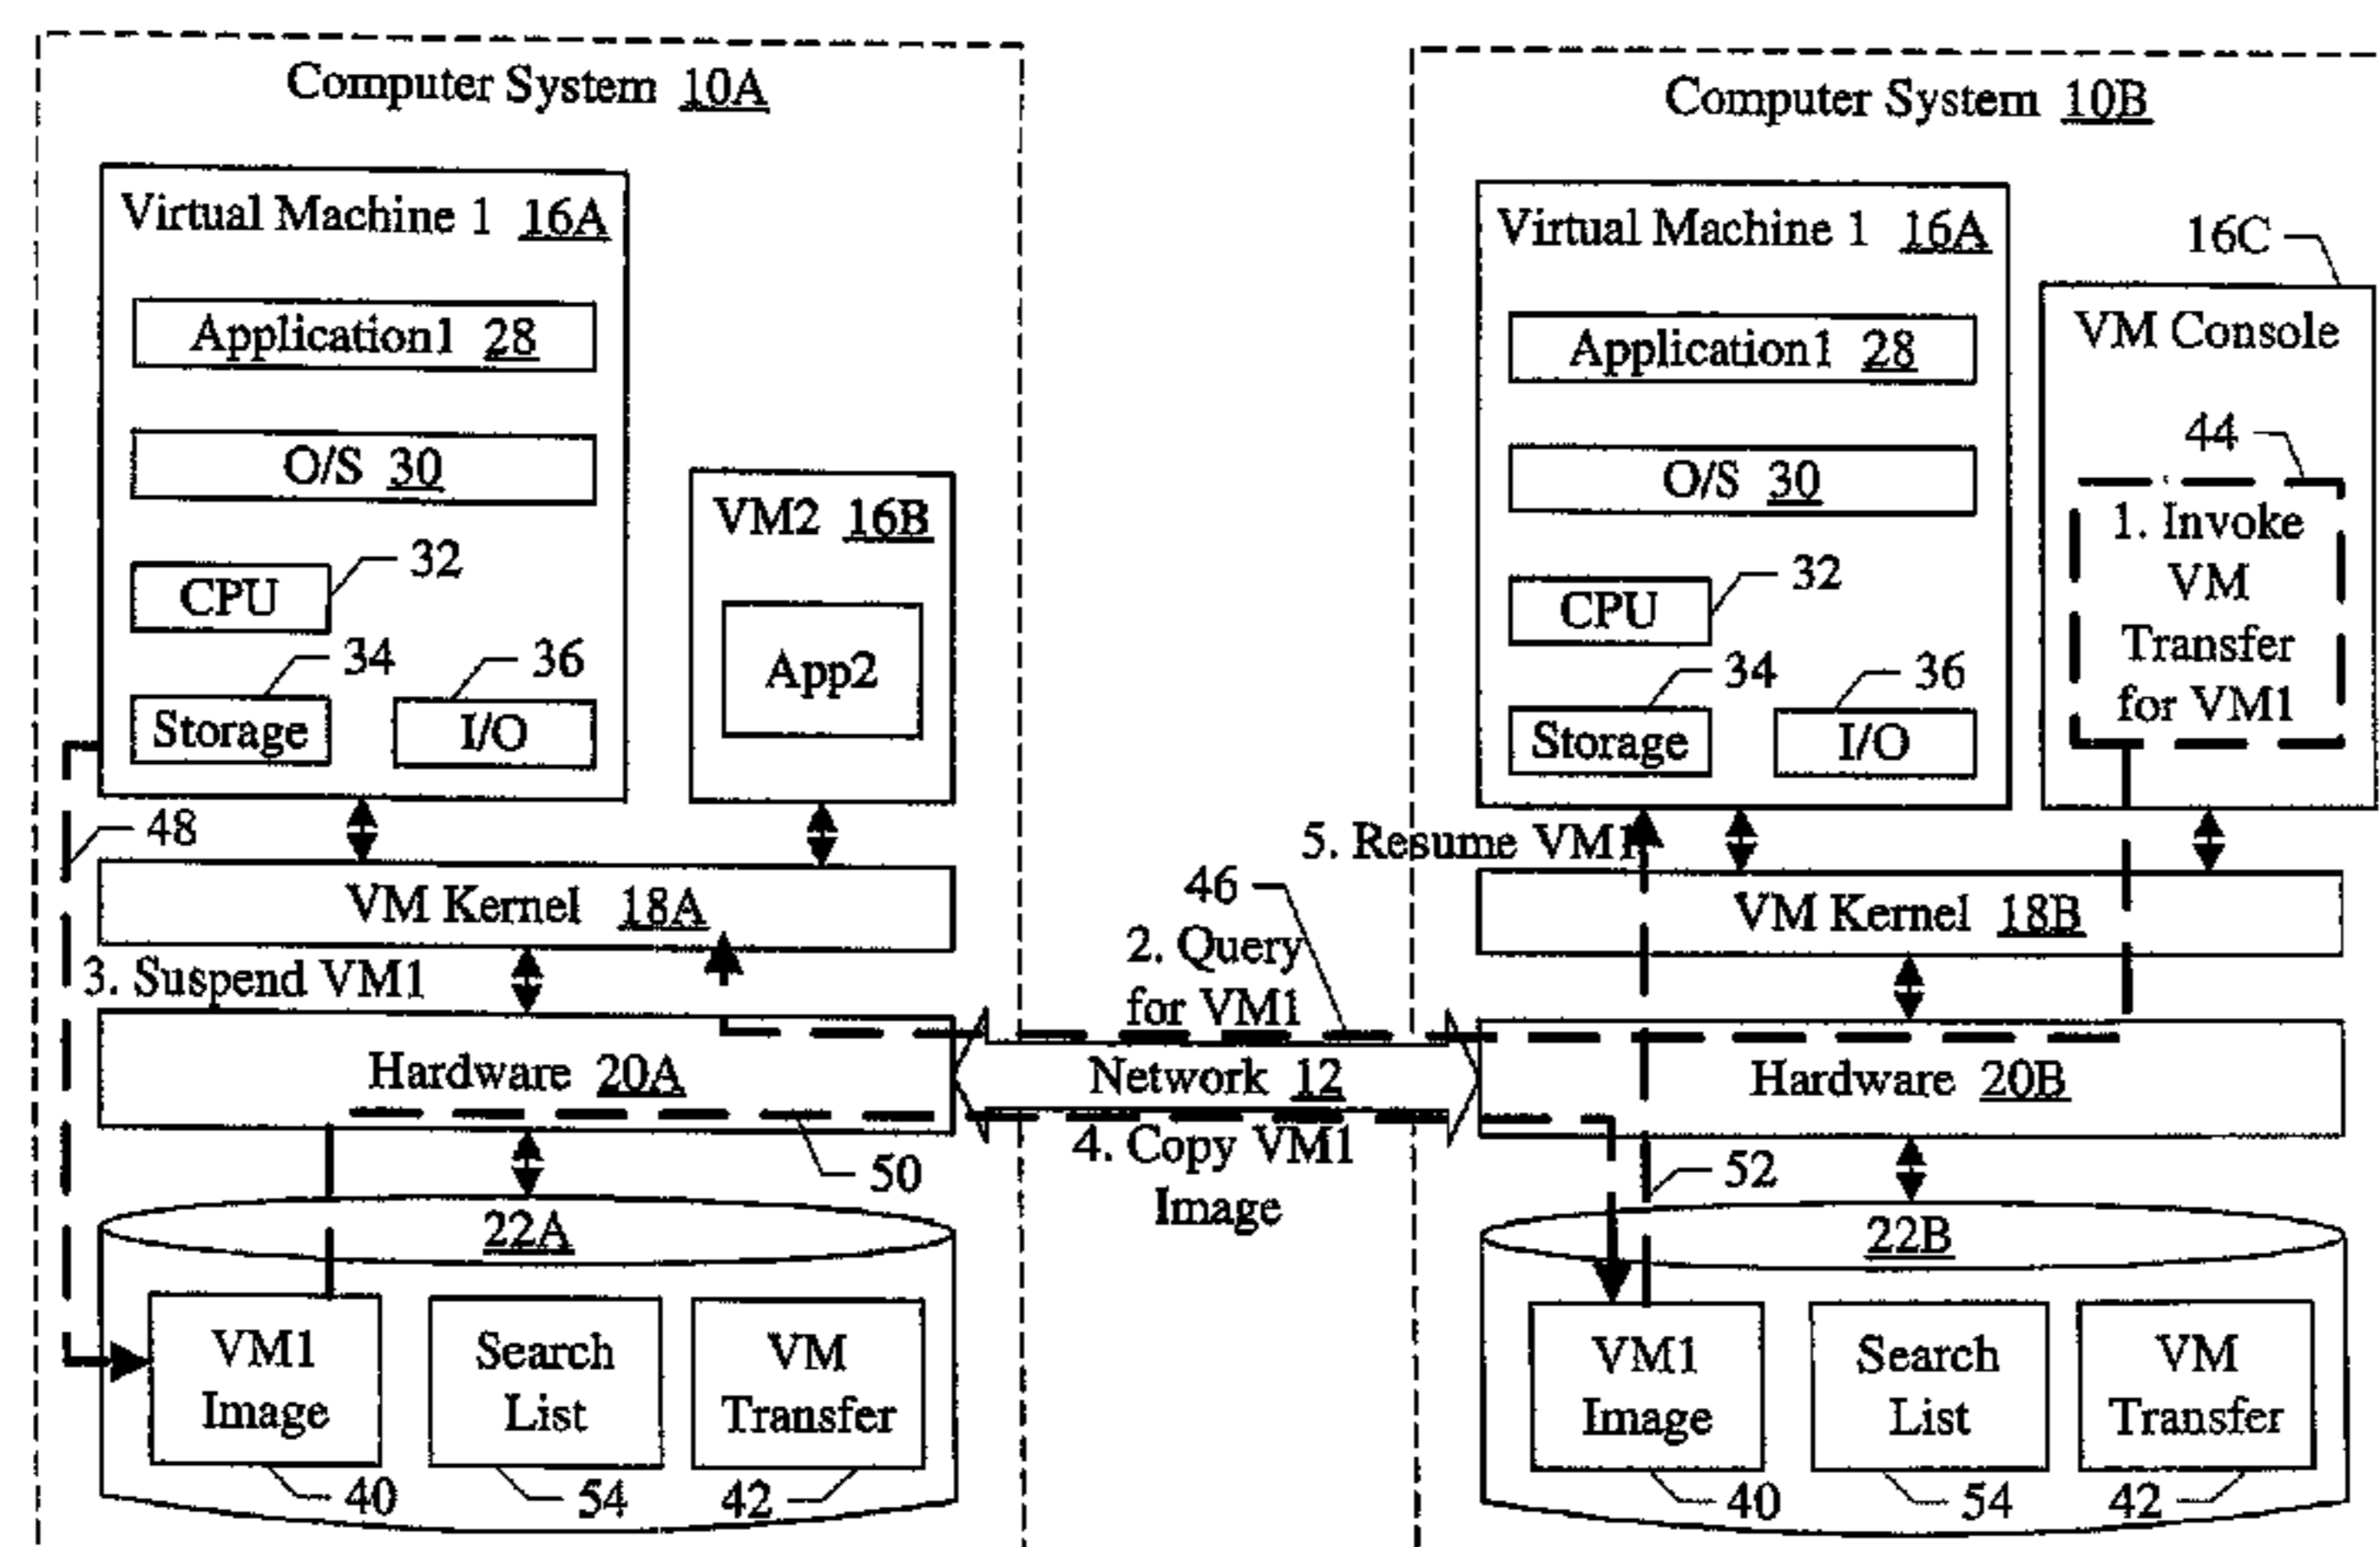 Computer System 10A
Virtual Machine 1 16A
Application1 28
O/S 30
CPU
32
34
Storage
36
I/O
VM2 16B
App2
48
VM Kernel 18A
3. Suspend VM1
Hardware 20A
50
22A
VM1
Image
40
Search
List
54
VM
Transfer
42
46
2. Query
for VM1
Network 12
4. Copy VM1
Image
Computer System 10B
Virtual Machine 1 16A
Application1 28
O/S 30
CPU
32
34
Storage
36
I/O
16C
VM Console
44
1. Invoke
VM
Transfer
for VM1
5. Resume VM1
VM Kernel 18B
Hardware 20B
52
22B
VM1
Image
40
Search
List
54
VM
Transfer
42